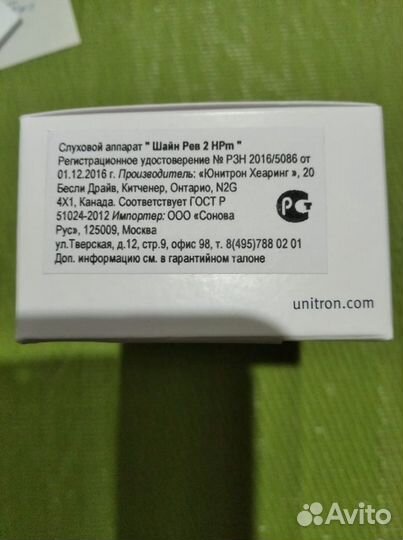 Слуховой аппарат " Шайн Рев 2 HPm "
Регистрационное удостоверение № РЗН 2016/5086 от
01.12.2016 г. Производитель: «Юнитрон Хеаринг », 20
Бесли Драйв, Китченер, Онтарио, N2G
4X1, Канада. Соответствует ГОСТ Р
51024-2012 Импортер: ООО «Сонова
Рус», 125009, Москва
ул.Тверская, д.12, стр.9, офис 98, т. 8(495)788 02 01
Доп. информацию см. в гарантийном талоне
unitron.com
Avito